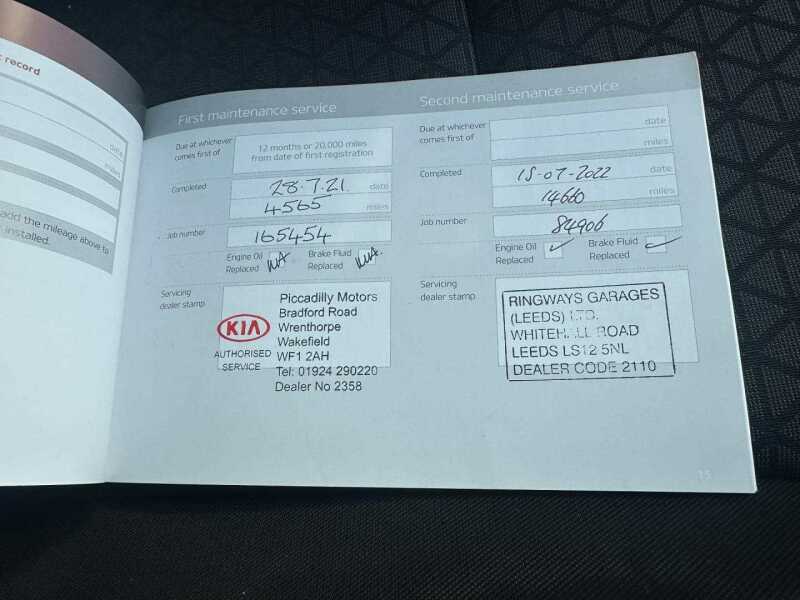 record
date
miles
add the mileage above to
installed.
First maintenance service
Due at whichever
comes first of
12 months or 20,000 miles
from date of first registration
Completed
28.7.21 date
4565 miles
Job number
165454
Engine Oil
Replaced
N/A
Brake Fluid
Replaced
N/A.
Servicing
dealer stamp
KIA
AUTHORISED
SERVICE
Piccadilly Motors
Bradford Road
Wrenthorpe
Wakefield
WF1 2AH
Tel: 01924 290220
Dealer No 2358
Second maintenance service
Due at whichever
comes first of
date
miles
Completed
15-07-2022 date
14660 miles
Job number
84906
Engine Oil
Replaced
✓
Brake Fluid
Replaced
✓
Servicing
dealer stamp
RINGWAYS GARAGES
(LEEDS) LTD.
WHITEHALL ROAD
LEEDS LS12 5NL
DEALER CODE 2110
15